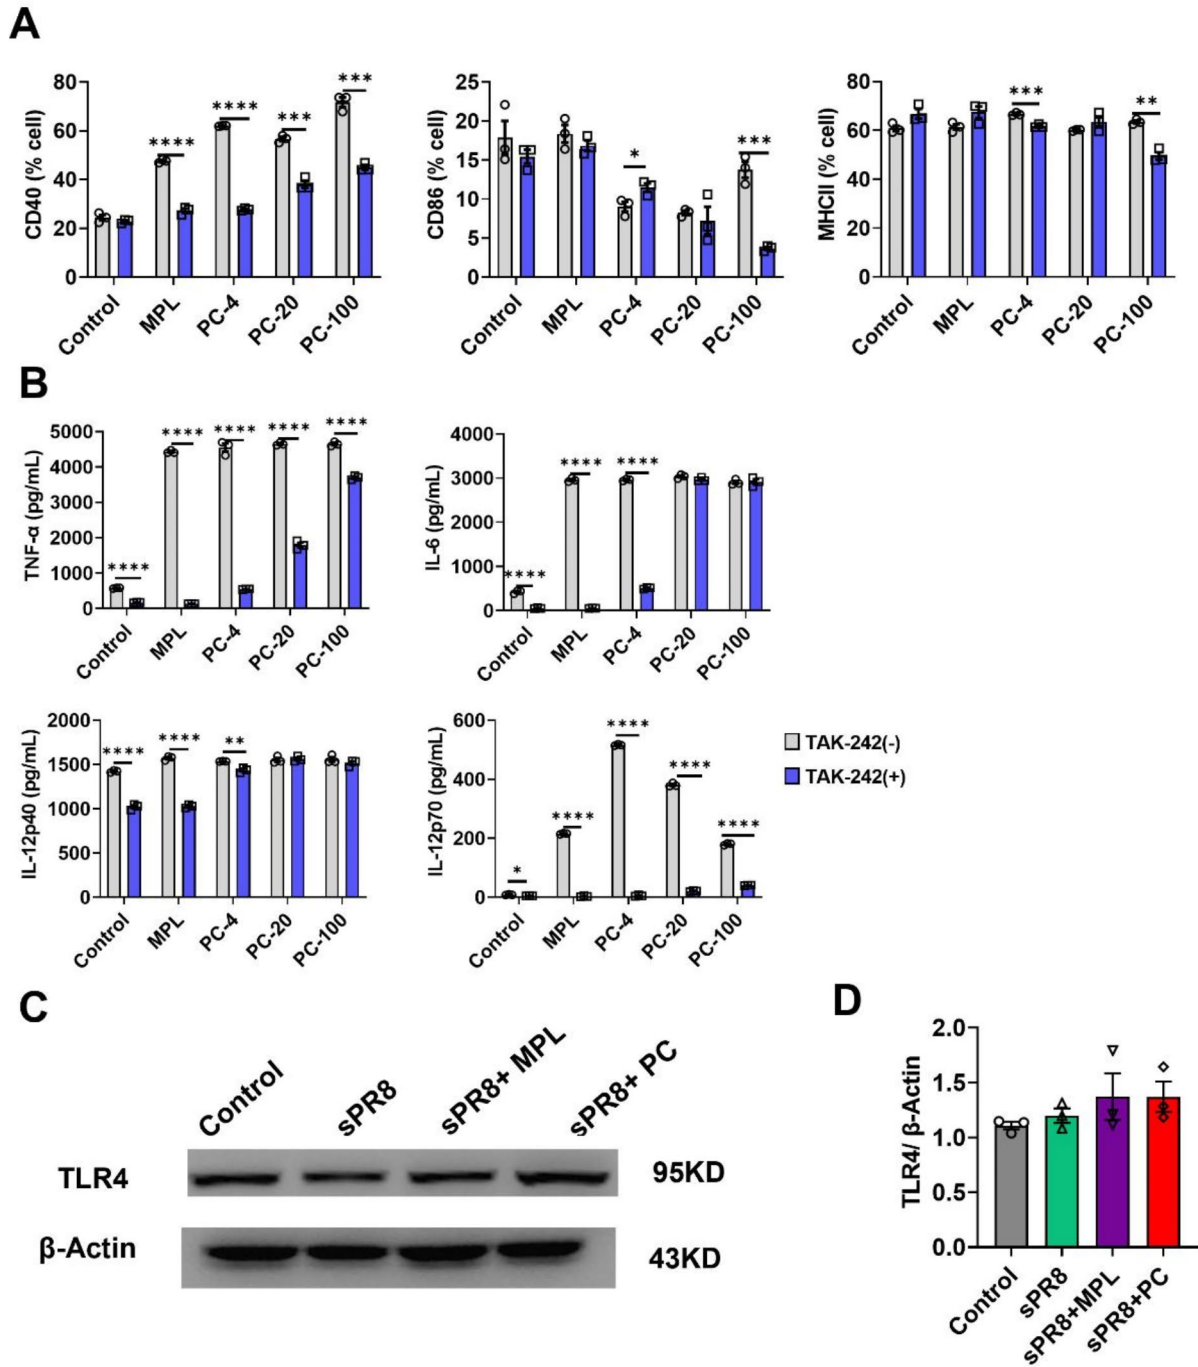 A
CD40 (% cell)
80
60
40
20
0
****
****
***
***
Control
MPL
PC-4
PC-20
PC-100
CD86 (% cell)
25
20
15
10
5
0
*
***
Control
MPL
PC-4
PC-20
PC-100
MHCII (% cell)
80
60
40
20
0
***
**
Control
MPL
PC-4
PC-20
PC-100
B
TNF-α (pg/mL)
5000
4000
3000
2000
1000
0
****
****
****
****
****
Control
MPL
PC-4
PC-20
PC-100
IL-6 (pg/mL)
4000
3000
2000
1000
0
****
****
****
Control
MPL
PC-4
PC-20
PC-100
IL-12p40 (pg/mL)
2000
1500
1000
500
0
****
****
**
Control
MPL
PC-4
PC-20
PC-100
IL-12p70 (pg/mL)
600
400
200
0
*
****
****
****
****
Control
MPL
PC-4
PC-20
PC-100
TAK-242(-)
TAK-242(+)
C
Control
sPR8
sPR8+ MPL
sPR8+ PC
TLR4
95KD
β-Actin
43KD
D
TLR4/ β-Actin
2.0
1.5
1.0
0.5
0.0
Control
sPR8
sPR8+MPL
sPR8+PC